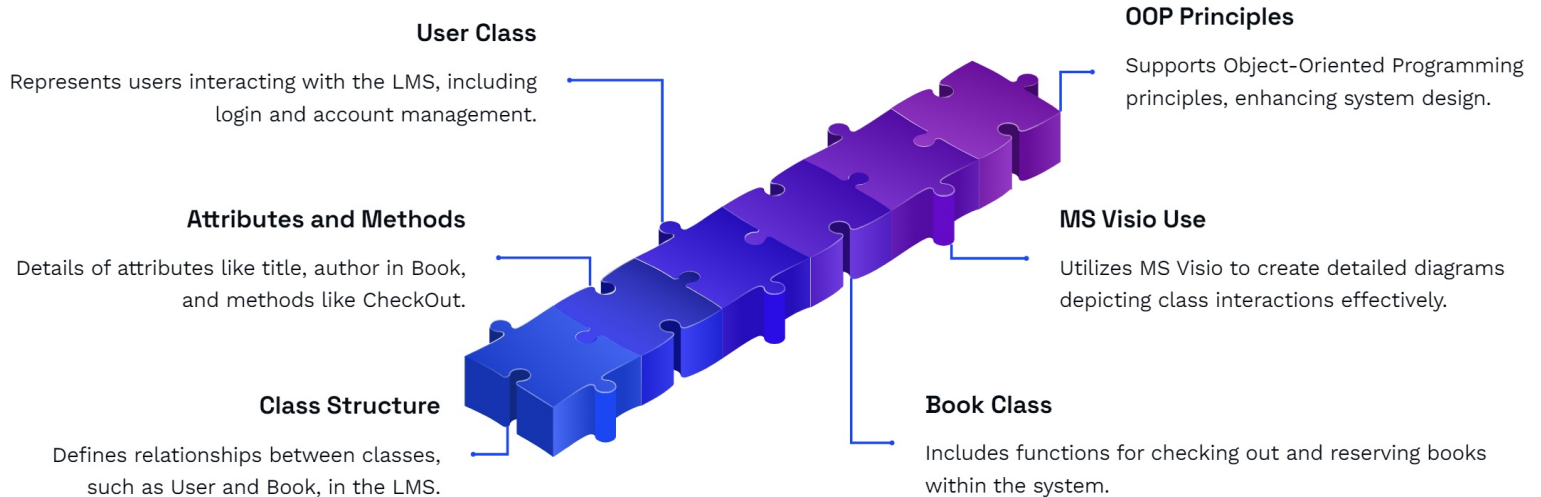 User Class
Represents users interacting with the LMS, including
login and account management.
Attributes and Methods
Details of attributes like title, author in Book,
and methods like CheckOut.
Class Structure
Defines relationships between classes,
such as User and Book, in the LMS.
OOP Principles
Supports Object-Oriented Programming
principles, enhancing system design.
MS Visio Use
Utilizes MS Visio to create detailed diagrams
depicting class interactions effectively.
Book Class
Includes functions for checking out and reserving books
within the system.